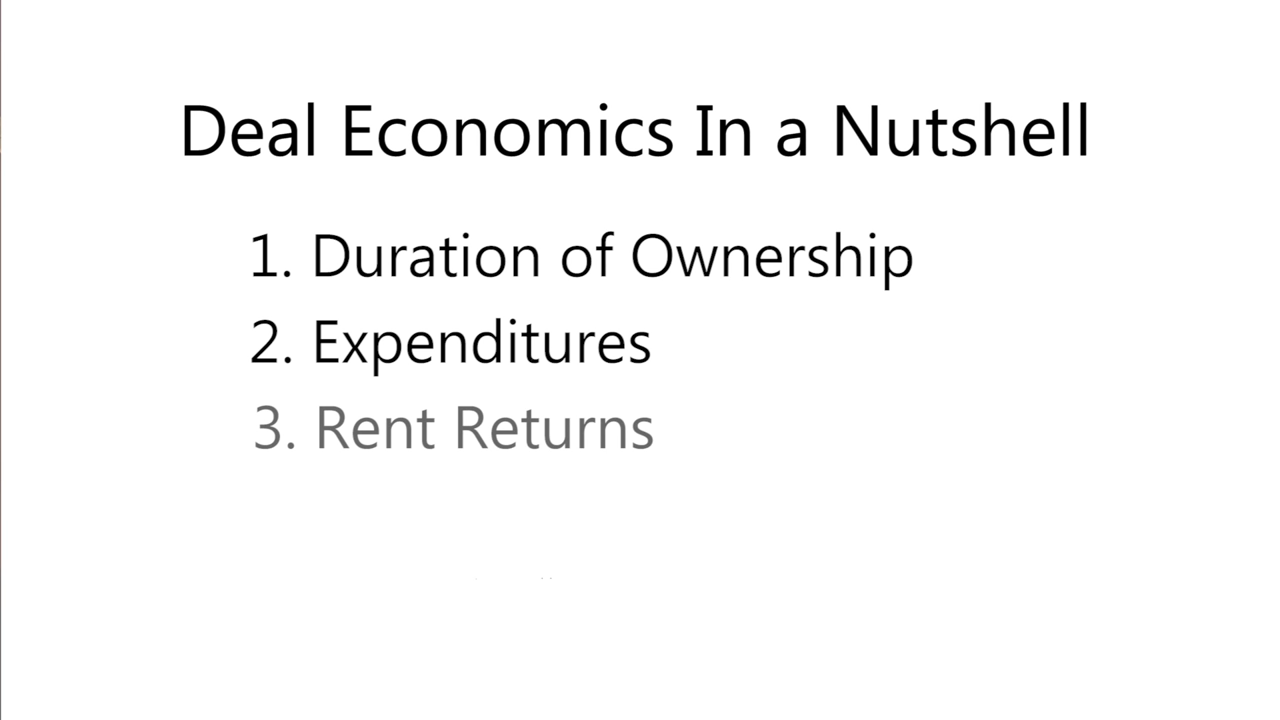 Deal Economics In a Nutshell
1. Duration of Ownership
2. Expenditures
3. Rent Returns